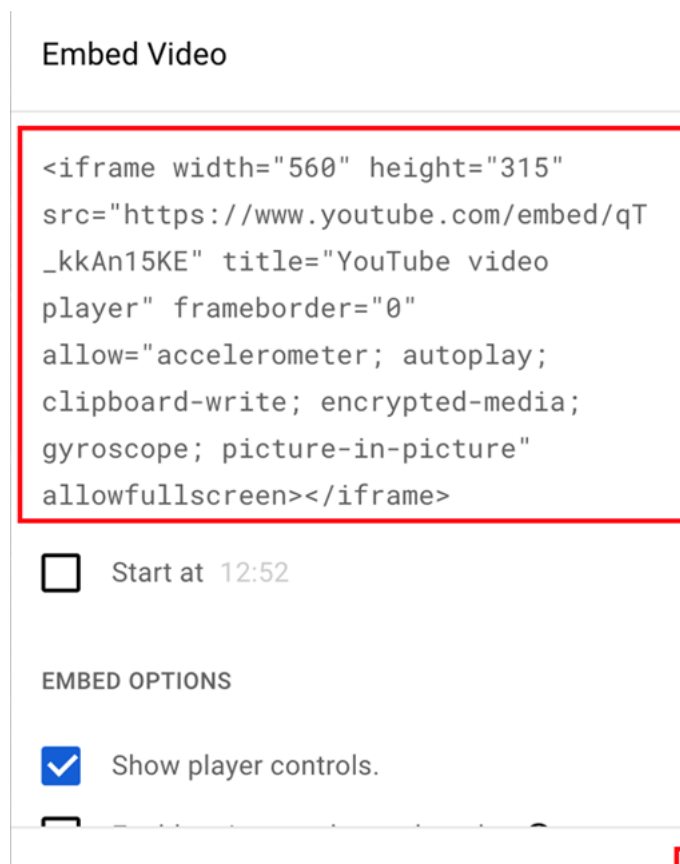 Embed Video
<iframe width="560" height="315"
src="https://www.youtube.com/embed/qT
_kkAn15KE" title="YouTube video
player" frameborder="0"
allow="accelerometer; autoplay;
clipboard-write; encrypted-media;
gyroscope; picture-in-picture"
allowfullscreen></iframe>
Start at 12:52
EMBED OPTIONS
Show player controls.